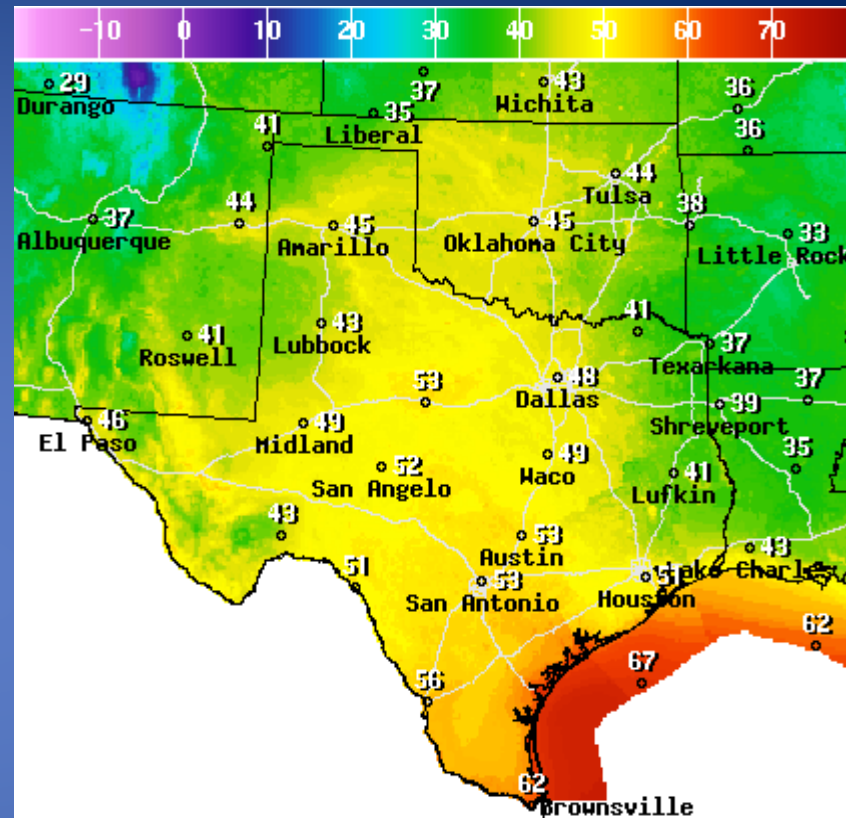 -10 0 10 20 30 40 50 60 70
29 37 43 36
Durango Wichita
41 35 36
Liberal
44
Tulsa
37 44 45 45 38 33
Albuquerque Amarillo Oklahoma City Little Rock
41 43 41 37
Roswell Lubbock Texarkana
53 48 37
Dallas 39
46 49 Shreveport
El Paso Midland
52 49 41 35
San Angelo Waco Lufkin
43 53 43
Austin
51 53 51 Lake Charl
San Antonio Houston
62
56 67
62
Brownsville